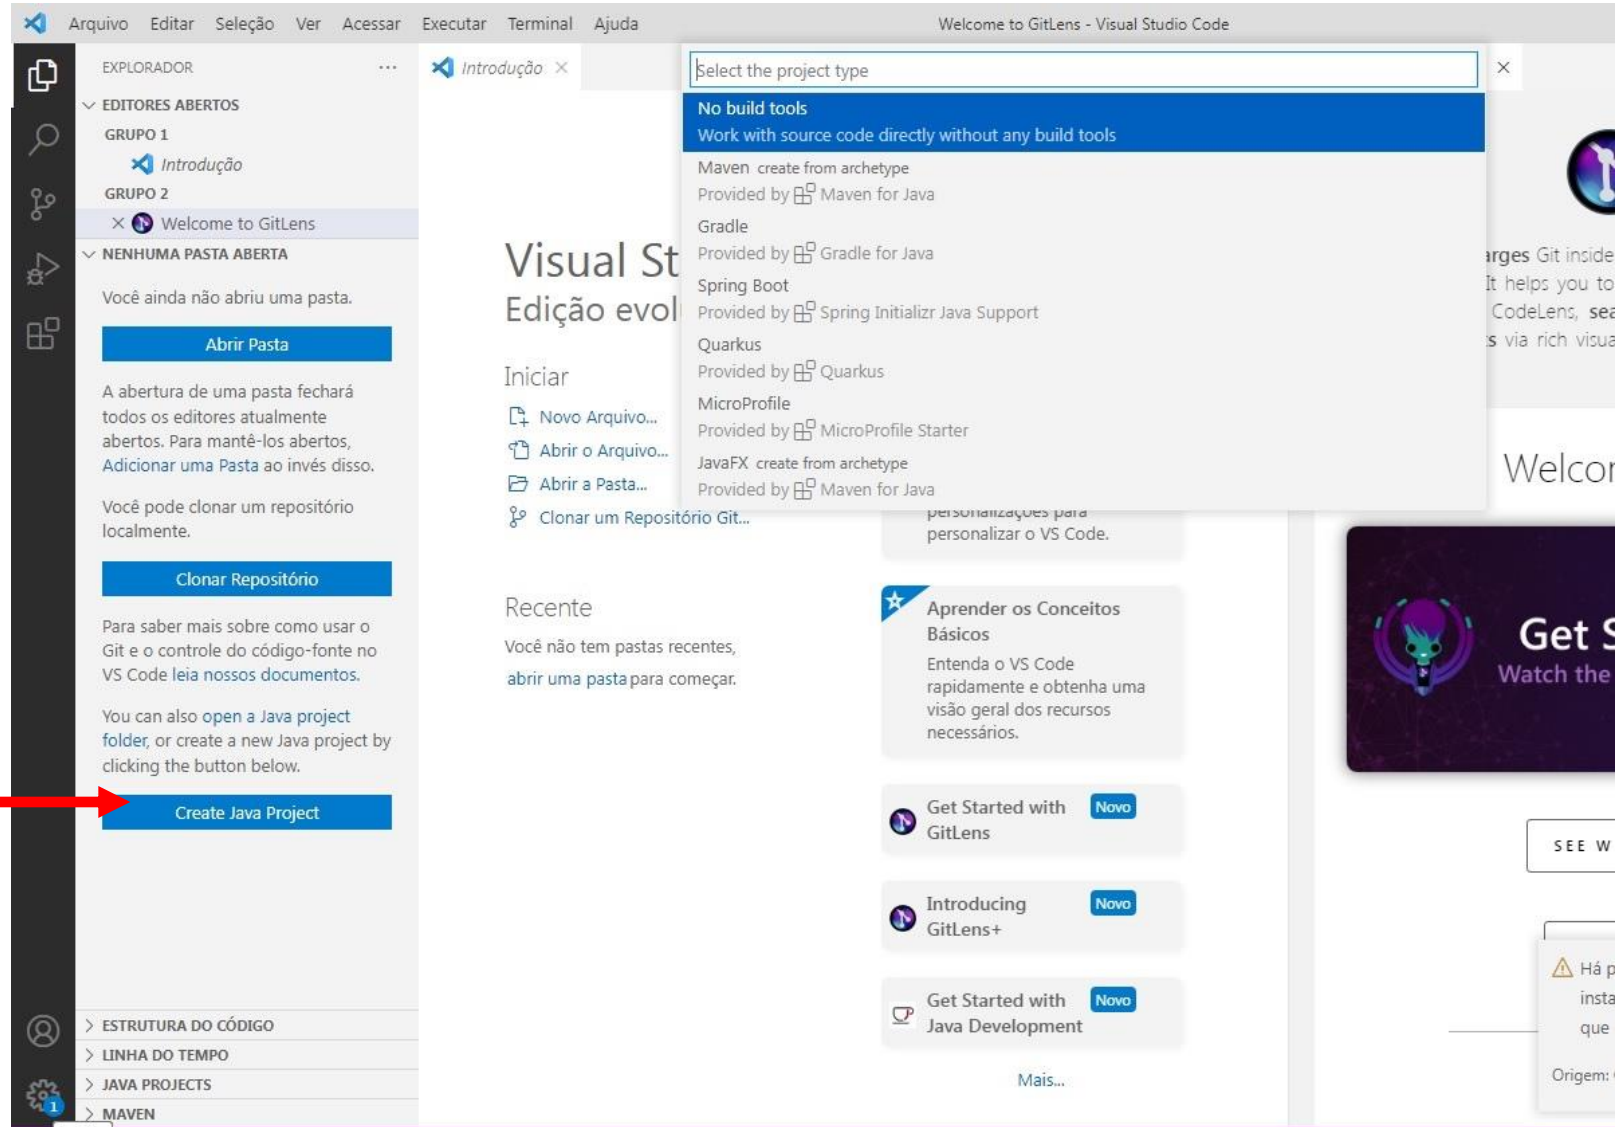 Arquivo Editar Seleção Ver Acessar Executar Terminal Ajuda
Welcome to GitLens - Visual Studio Code
EXPLORADOR
EDITORES ABERTOS
GRUPO 1
Introdução
GRUPO 2
Welcome to GitLens
NENHUMA PASTA ABERTA
Você ainda não abriu uma pasta.
Abrir Pasta
A abertura de uma pasta fechará
todos os editores atualmente
abertos. Para mantê-los abertos,
Adicionar uma Pasta ao invés disso.
Você pode clonar um repositório
localmente.
Clonar Repositório
Para saber mais sobre como usar o
Git e o controle do código-fonte no
VS Code leia nossos documentos.
You can also open a Java project
folder, or create a new Java project by
clicking the button below.
Create Java Project
ESTRUTURA DO CÓDIGO
LINHA DO TEMPO
JAVA PROJECTS
MAVEN
1
Introdução
Select the project type
No build tools
Work with source code directly without any build tools
Maven create from archetype
Provided by Maven for Java
Gradle
Provided by Gradle for Java
Spring Boot
Provided by Spring Initializr Java Support
Quarkus
Provided by Quarkus
MicroProfile
Provided by MicroProfile Starter
JavaFX create from archetype
Provided by Maven for Java
Visual St
Edição evol
Iniciar
Novo Arquivo...
Abrir o Arquivo...
Abrir a Pasta...
Clonar um Repositório Git...
Recente
Você não tem pastas recentes,
abrir uma pasta para começar.
personalizações para
personalizar o VS Code.
Aprender os Conceitos
Básicos
Entenda o VS Code
rapidamente e obtenha uma
visão geral dos recursos
necessários.
Get Started with
GitLens
Novo
Introducing
GitLens+
Novo
Get Started with
Java Development
Novo
Mais...
arges Git inside
It helps you to
CodeLens, sea
s via rich visua
Welcor
Get S
Watch the
SEE W
Há p
insta
que
Origem: